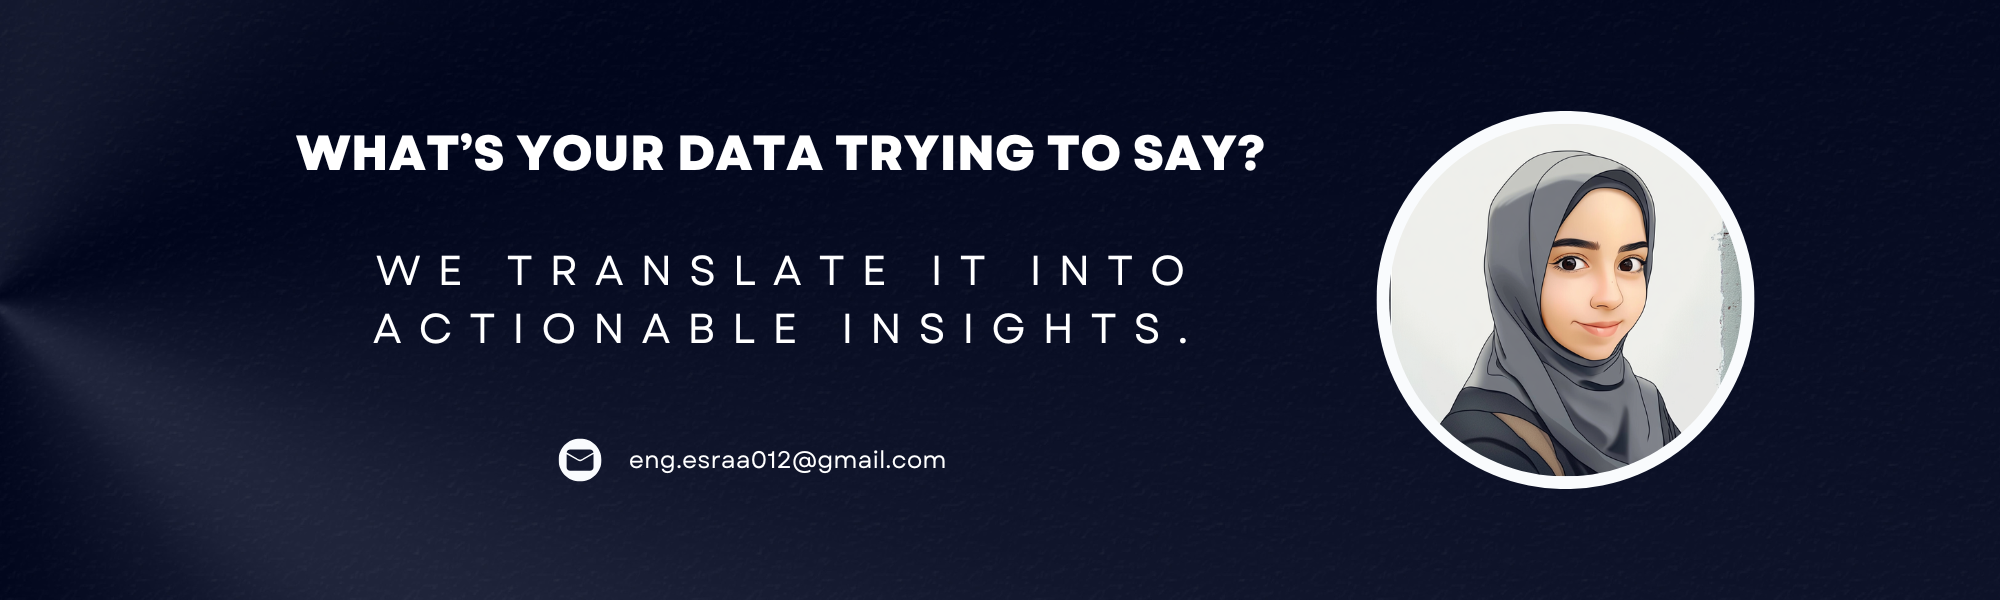 WHAT’S YOUR DATA TRYING TO SAY?
WE TRANSLATE IT INTO
ACTIONABLE INSIGHTS.
eng.esraa012@gmail.com